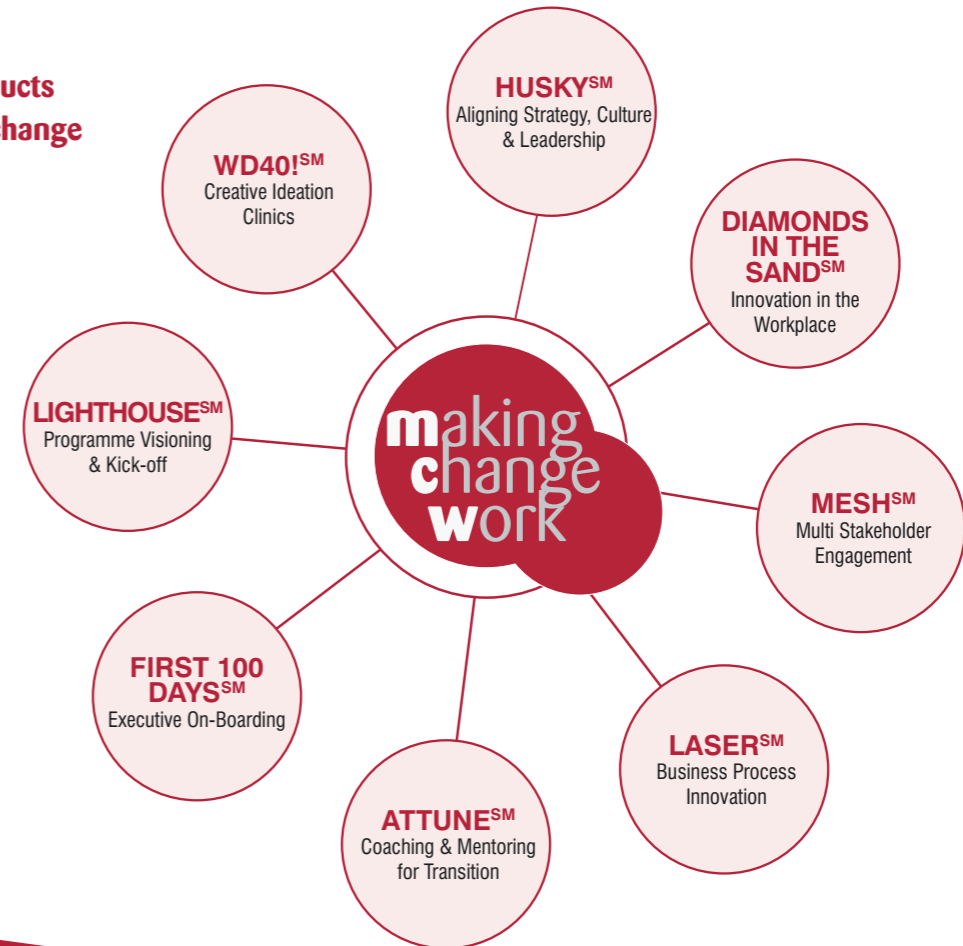 ucts
change
HUSKY℠
Aligning Strategy, Culture
& Leadership
WD40!℠
Creative Ideation
Clinics
DIAMONDS
IN THE
SAND℠
Innovation in the
Workplace
LIGHTHOUSE℠
Programme Visioning
& Kick-off
making
change
work
MESH℠
Multi Stakeholder
Engagement
FIRST 100
DAYS℠
Executive On-Boarding
LASER℠
Business Process
Innovation
ATTUNE℠
Coaching & Mentoring
for Transition